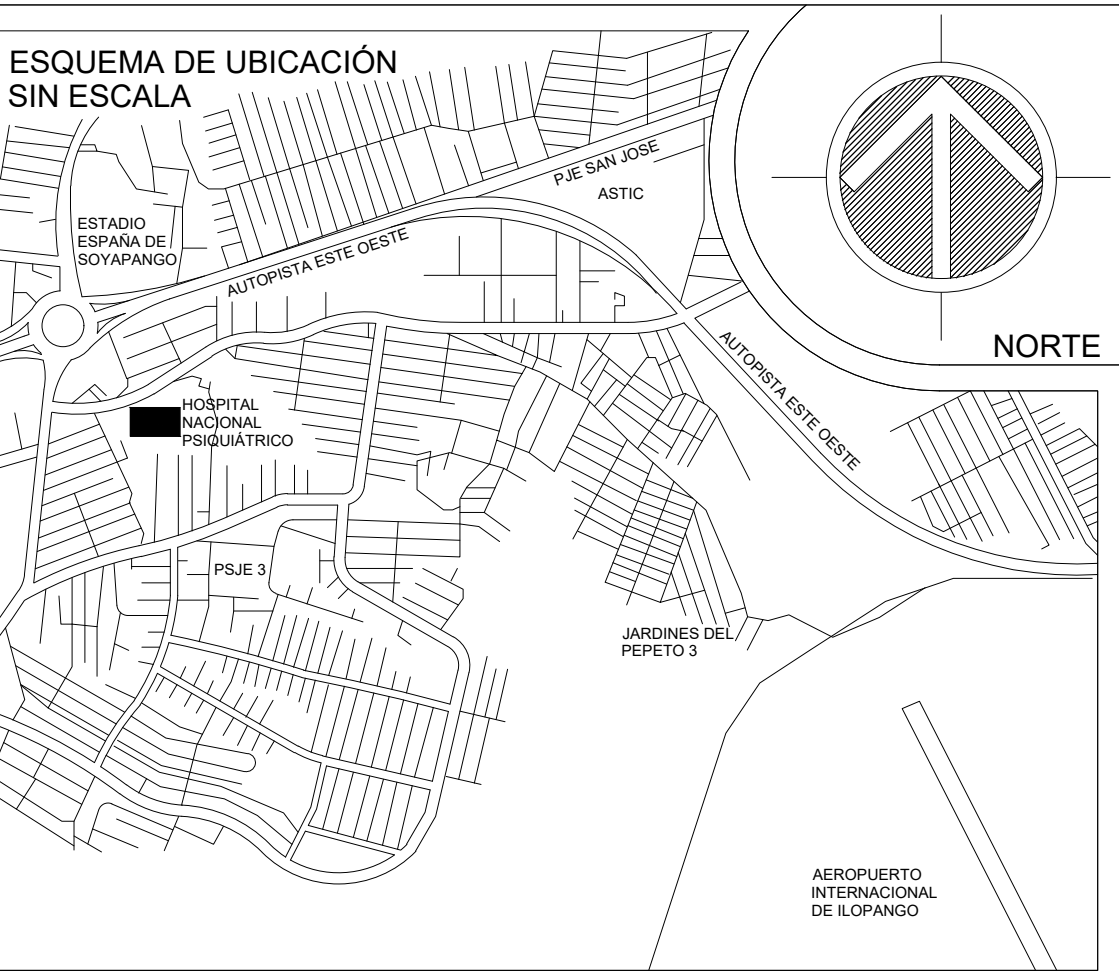 ESQUEMA DE UBICACIÓN
SIN ESCALA
PJE SAN JOSE
ASTIC
ESTADIO
ESPAÑA DE
SOYAPANGO
AUTOPISTA ESTE OESTE
NORTE
AUTOPISTA ESTE OESTE
HOSPITAL
NACIONAL
PSIQUIÁTRICO
PSJE 3
JARDINES DEL
PEPETO 3
AEROPUERTO
INTERNACIONAL
DE ILOPANGO